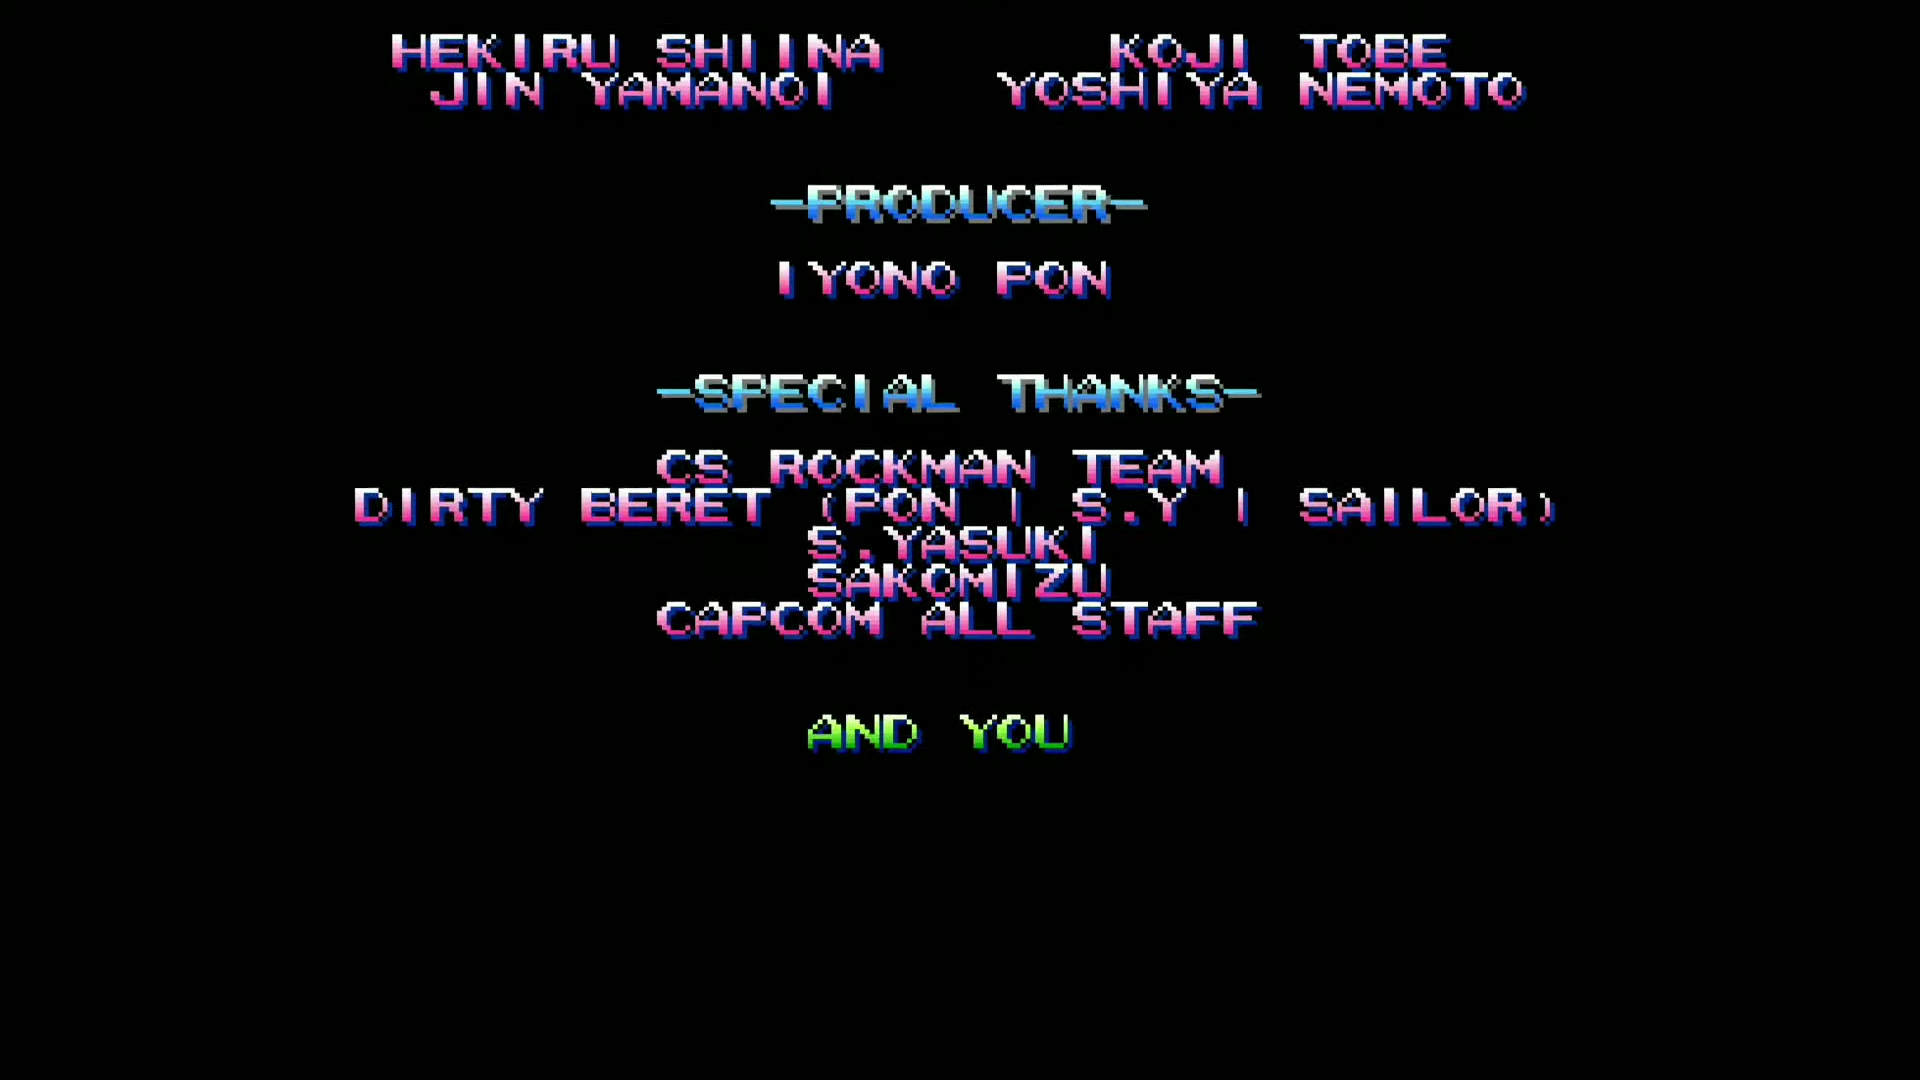 HEKIRU SHIINA KOJI TOBE
JIN YAMANOI YOSHIYA NEMOTO
-PRODUCER-
IYONO PON
-SPECIAL THANKS-
CS ROCKMAN TEAM
DIRTY BERET (PON | S.Y | SAILOR)
S.YASUKI
SAKOMIZU
CAPCOM ALL STAFF
AND YOU